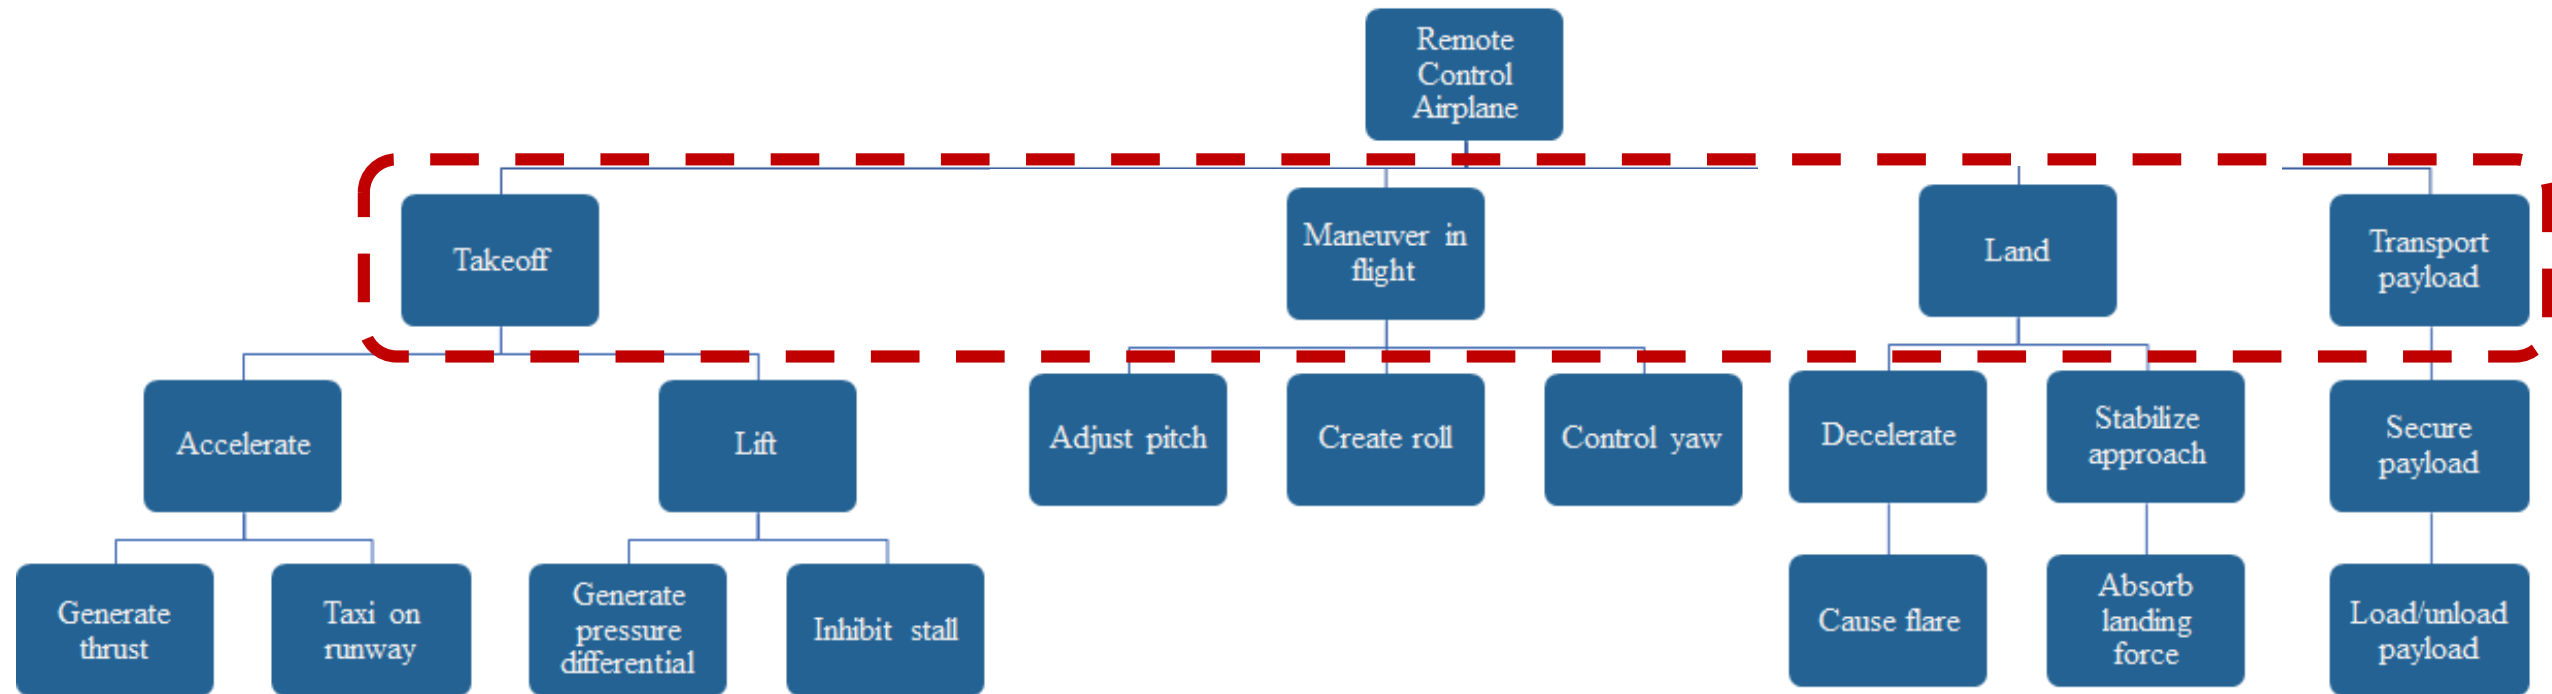 Remote
Control
Airplane
Takeoff
Maneuver in
flight
Land
Transport
payload
Accelerate
Lift
Adjust pitch
Create roll
Control yaw
Decelerate
Stabilize
approach
Secure
payload
Generate
thrust
Taxi on
runway
Generate
pressure
differential
Inhibit stall
Cause flare
Absorb
landing
force
Load/unload
payload